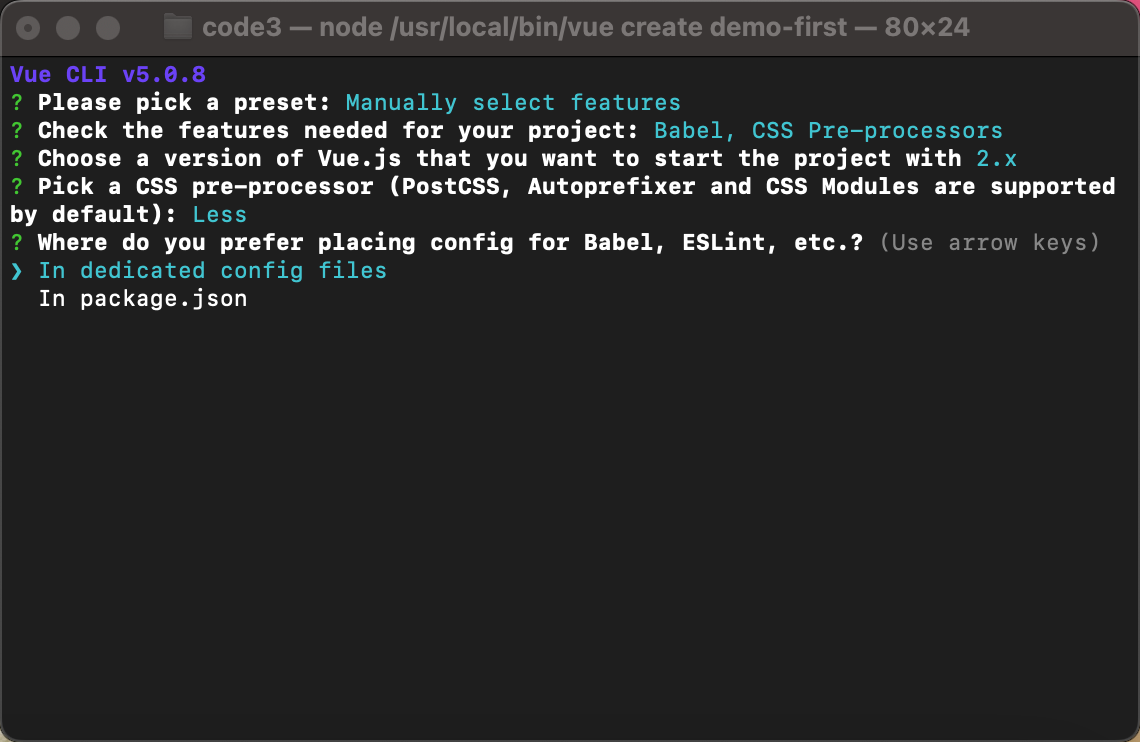 code3 — node /usr/local/bin/vue create demo-first — 80×24
Vue CLI v5.0.8
? Please pick a preset: Manually select features
? Check the features needed for your project: Babel, CSS Pre-processors
? Choose a version of Vue.js that you want to start the project with 2.x
? Pick a CSS pre-processor (PostCSS, Autoprefixer and CSS Modules are supported
by default): Less
? Where do you prefer placing config for Babel, ESLint, etc.? (Use arrow keys)
❯ In dedicated config files
  In package.json